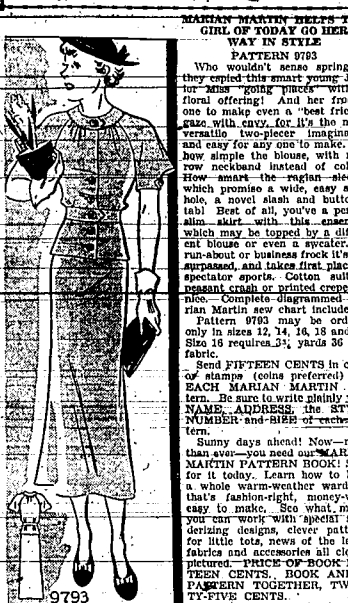 MARIAN MARTIN HELPS T
GIRL OF TODAY GO HER
WAY IN STYLE
PATTERN 9793
Who wouldn't sense spring
they espied this smart young J
for Miss "going places" with
floral offering! And her fro
one to make even a "best frie
gaze with envy, for it's the n
versatile two-piecer imagina
and easy for any one to make.
how simple the blouse, with n
row neckband instead of col
How smart the raglan slee
which promise a wide, easy a
hole, a novel slash and butto
tab! Best of all, you've a per
slim skirt with this ensem
which may be topped by a dif
ent blouse or even a sweater.
run-about or business frock it's
surpassed, and takes first plac
spectator sports. Cotton suit
peasant crash or printed crepe
nice. Complete diagrammed
rian Martin sew chart include
Pattern 9793 may be ord
only in sizes 12, 14, 16, 18 and
Size 16 requires 3¾ yards 36
fabric.
Send FIFTEEN CENTS in c
or stamps (coins preferred)
EACH MARIAN MARTIN
tern. Be sure to write plainly
NAME, ADDRESS, the ST
NUMBER and SIZE of each
tern.
Sunny days ahead! Now—m
than ever—you need our MAR
MARTIN PATTERN BOOK! S
for it today. Learn how to
a whole warm-weather ward
that's fashion-right, money-w
easy to make. See what m
you can work with special s
derizing designs, clever patt
for little tots, news of the la
fabrics and accessories all cle
pictured. PRICE OF BOOK
TEEN CENTS. BOOK AN
PATTERN TOGETHER, TW
TY-FIVE CENTS.
9793